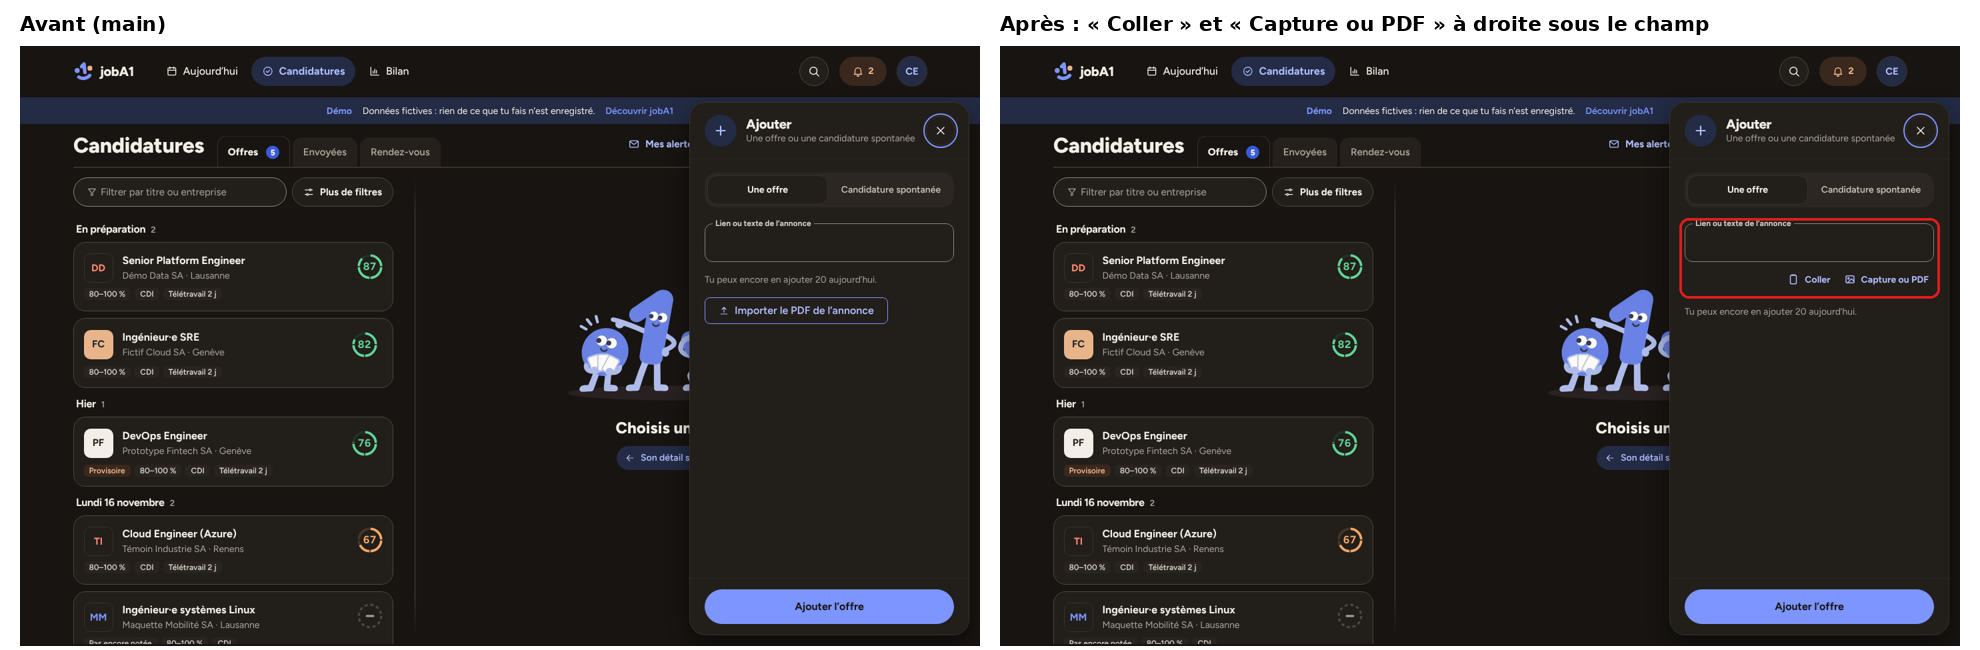 Avant (main)
jobA1
Aujourd'hui
Candidatures
Bilan
2
CE
Démo Données fictives : rien de ce que tu fais n'est enregistré. Découvrir jobA1
Candidatures
Offres 5
Envoyées
Rendez-vous
Mes alert
Filtrer par titre ou entreprise
Plus de filtres
En préparation 2
DD
Senior Platform Engineer
Démo Data SA · Lausanne
80–100 % CDI Télétravail 2 j
87
FC
Ingénieur·e SRE
Fictif Cloud SA · Genève
80–100 % CDI Télétravail 2 j
82
Hier 1
PF
DevOps Engineer
Prototype Fintech SA · Genève
Provisoire 80–100 % CDI Télétravail 2 j
76
Lundi 16 novembre 2
TI
Cloud Engineer (Azure)
Témoin Industrie SA · Renens
80–100 % CDI Télétravail 2 j
67
MM
Ingénieur·e systèmes Linux
Maquette Mobilité SA · Lausanne
Pas encore notée 80–100 % CDI
Choisis un
Son détail s
Ajouter
Une offre ou une candidature spontanée
Une offre
Candidature spontanée
Lien ou texte de l'annonce
Tu peux encore en ajouter 20 aujourd'hui.
Importer le PDF de l'annonce
Ajouter l'offre
Après : « Coller » et « Capture ou PDF » à droite sous le champ
jobA1
Aujourd'hui
Candidatures
Bilan
2
CE
Démo Données fictives : rien de ce que tu fais n'est enregistré. Découvrir jobA1
Candidatures
Offres 5
Envoyées
Rendez-vous
Mes alert
Filtrer par titre ou entreprise
Plus de filtres
En préparation 2
DD
Senior Platform Engineer
Démo Data SA · Lausanne
80–100 % CDI Télétravail 2 j
87
FC
Ingénieur·e SRE
Fictif Cloud SA · Genève
80–100 % CDI Télétravail 2 j
82
Hier 1
PF
DevOps Engineer
Prototype Fintech SA · Genève
Provisoire 80–100 % CDI Télétravail 2 j
76
Lundi 16 novembre 2
TI
Cloud Engineer (Azure)
Témoin Industrie SA · Renens
80–100 % CDI Télétravail 2 j
67
MM
Ingénieur·e systèmes Linux
Maquette Mobilité SA · Lausanne
Pas encore notée 80–100 % CDI
Choisis un
Son détail s
Ajouter
Une offre ou une candidature spontanée
Une offre
Candidature spontanée
Lien ou texte de l'annonce
Coller
Capture ou PDF
Tu peux encore en ajouter 20 aujourd'hui.
Ajouter l'offre